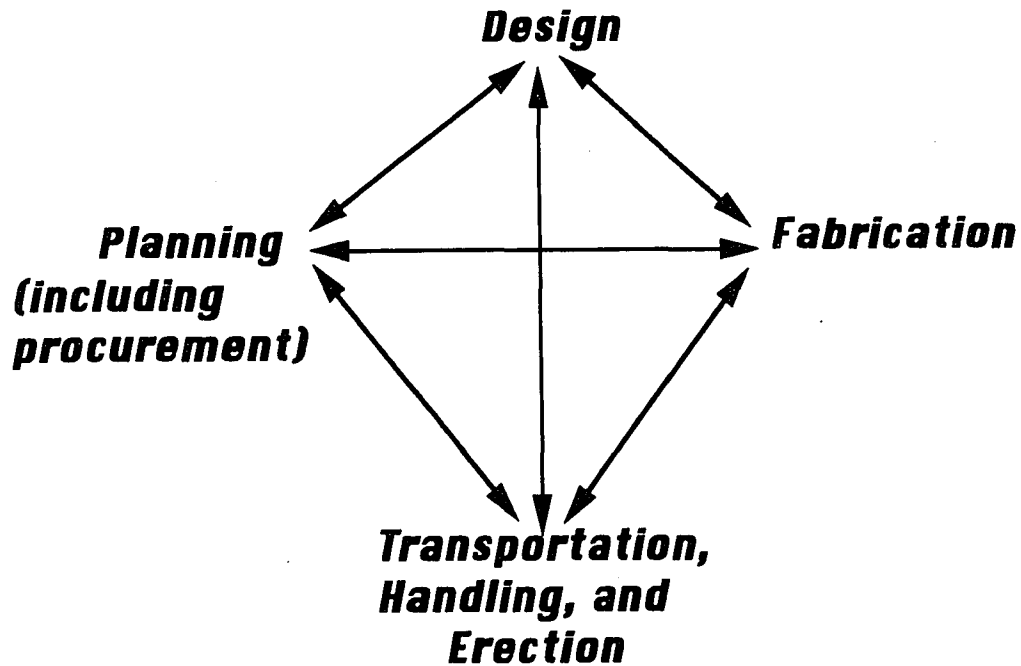 Design
Planning
(including
procurement)
Fabrication
Transportation,
Handling, and
Erection